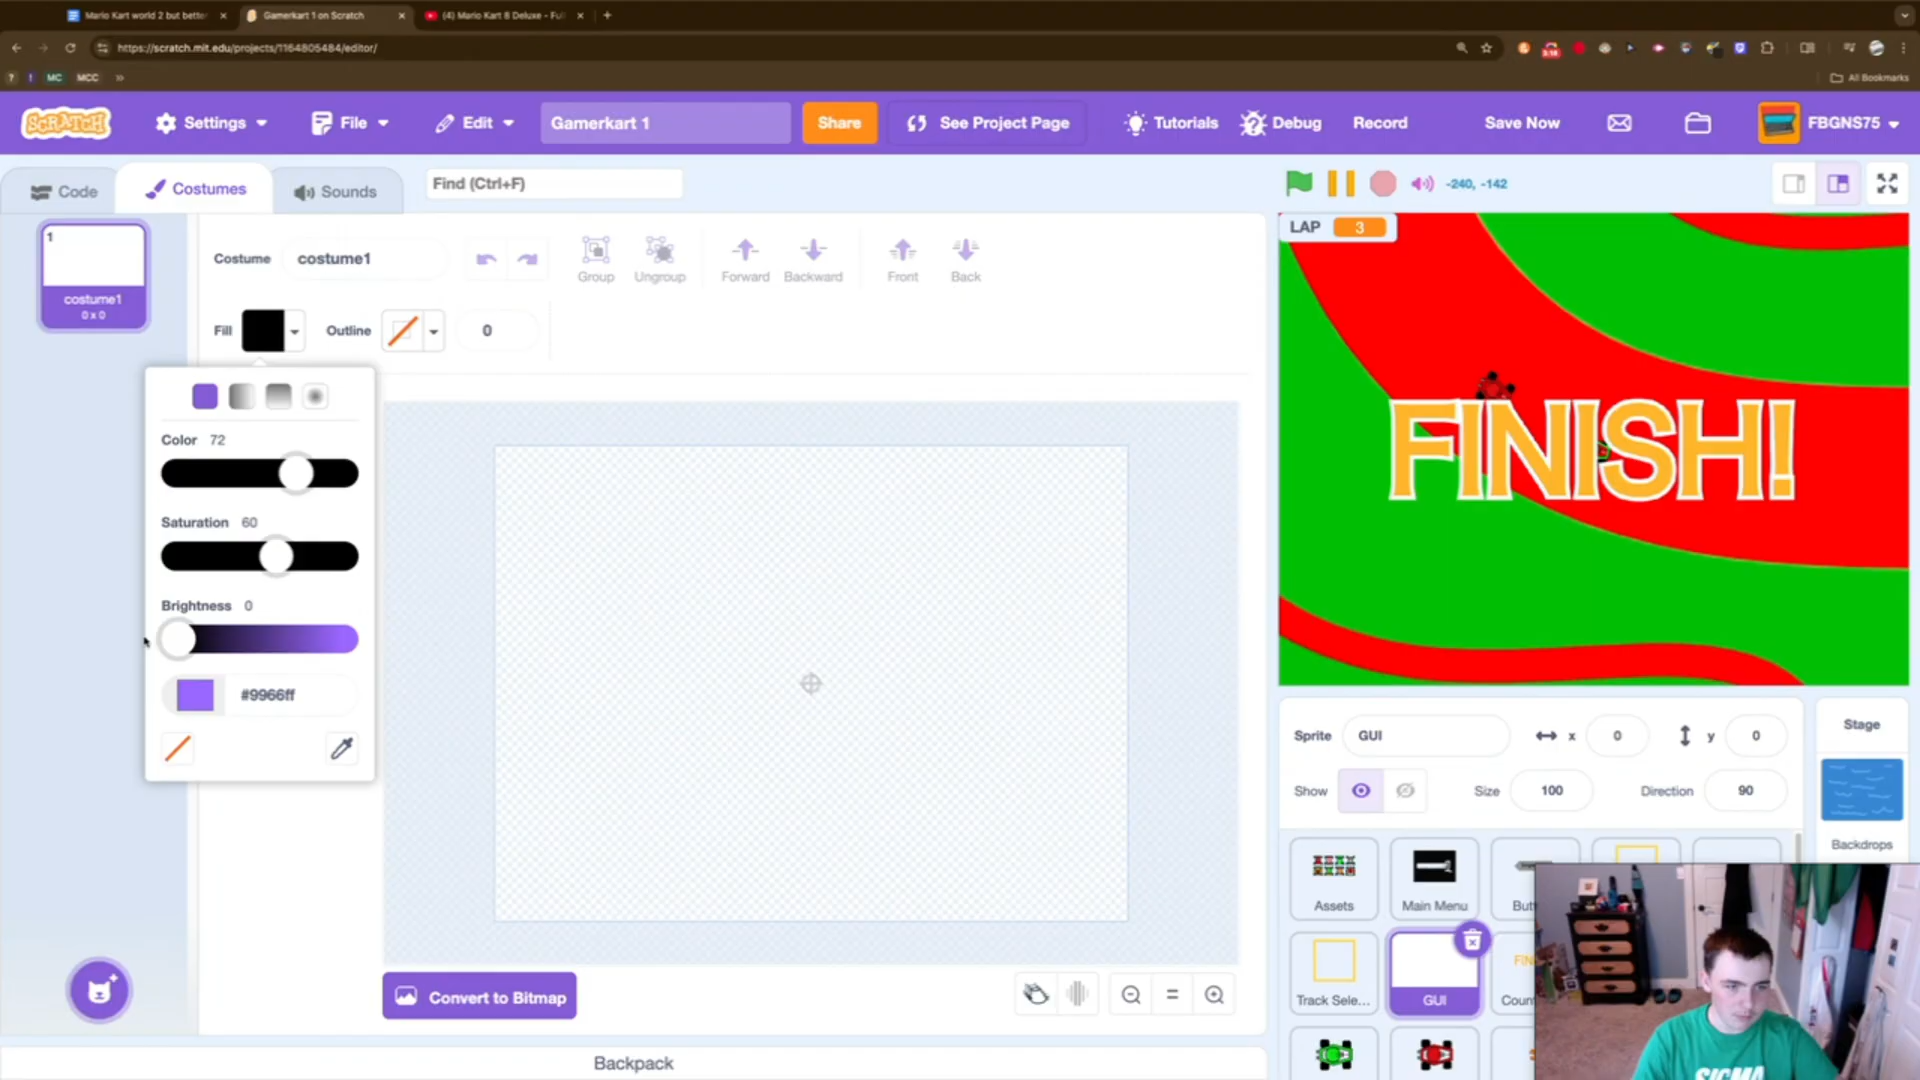 Mario Kart world 2 but better
Gamerkart 1 on Scratch
(4) Mario Kart 8 Deluxe - Ful
https://scratch.mit.edu/projects/1164805484/editor/
MC
MCC
All Bookmarks
SCRATCH
Settings
File
Edit
Gamerkart 1
Share
See Project Page
Tutorials
Debug
Record
Save Now
FBGNS75
Code
Costumes
Sounds
Find (Ctrl+F)
-240, -142
1
costume1
0 x 0
Costume
costume1
Group
Ungroup
Forward
Backward
Front
Back
Fill
Outline
0
Color 72
Saturation 60
Brightness 0
#9966ff
Convert to Bitmap
Backpack
LAP 3
FINISH!
Sprite
GUI
x
0
y
0
Show
Size
100
Direction
90
Stage
Backdrops
Assets
Main Menu
Track Sele...
GUI
SIGMA